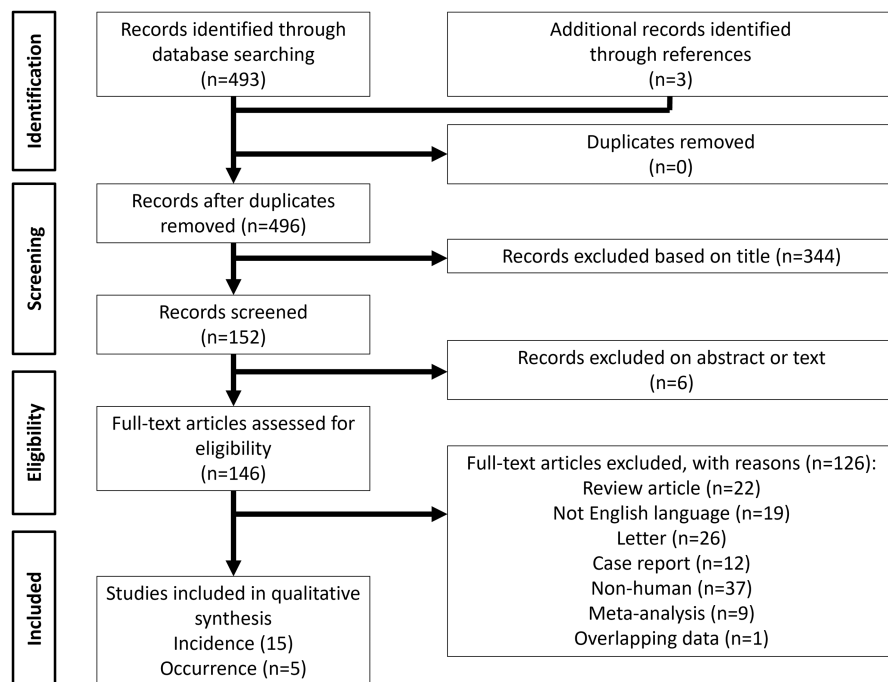 Identification
Records identified through
database searching
(n=493)
Additional records identified
through references
(n=3)
Duplicates removed
(n=0)
Screening
Records after duplicates
removed (n=496)
Records excluded based on title (n=344)
Records screened
(n=152)
Records excluded on abstract or text
(n=6)
Eligibility
Full-text articles assessed for
eligibility
(n=146)
Full-text articles excluded, with reasons (n=126):
Review article (n=22)
Not English language (n=19)
Letter (n=26)
Case report (n=12)
Non-human (n=37)
Meta-analysis (n=9)
Overlapping data (n=1)
Included
Studies included in qualitative
synthesis
Incidence (15)
Occurrence (n=5)